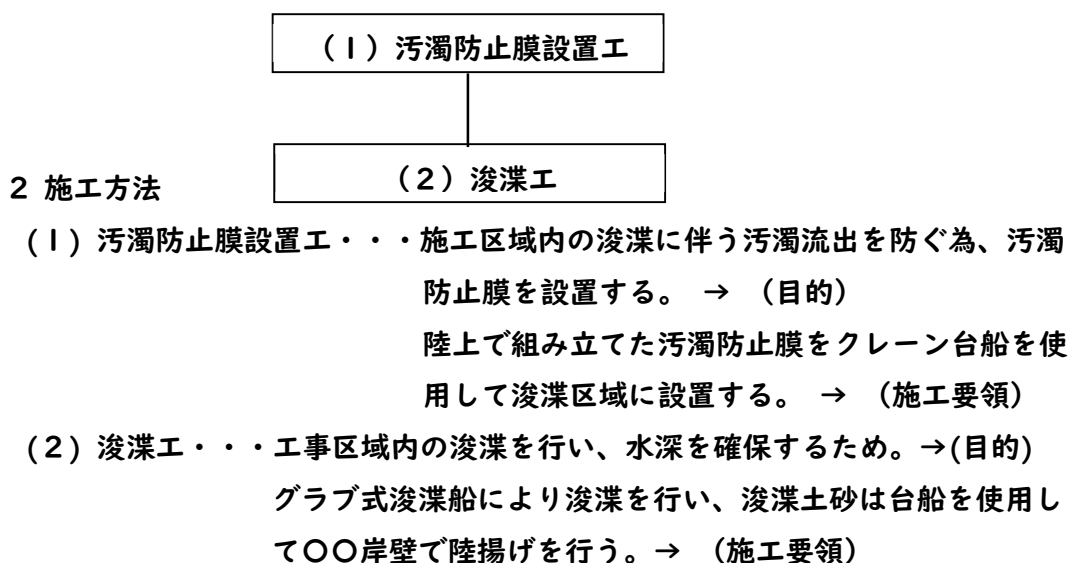 (1)汚濁防止膜設置工
(2)浚渫工
2 施工方法
(1) 汚濁防止膜設置工・・・施工区域内の浚渫に伴う汚濁流出を防ぐ為、汚濁
防止膜を設置する。 → (目的)
陸上で組み立てた汚濁防止膜をクレーン台船を使
用して浚渫区域に設置する。 → (施工要領)
(2) 浚渫工・・・工事区域内の浚渫を行い、水深を確保するため。→(目的)
グラブ式浚渫船により浚渫を行い、浚渫土砂は台船を使用し
て〇〇岸壁で陸揚げを行う。→ (施工要領)